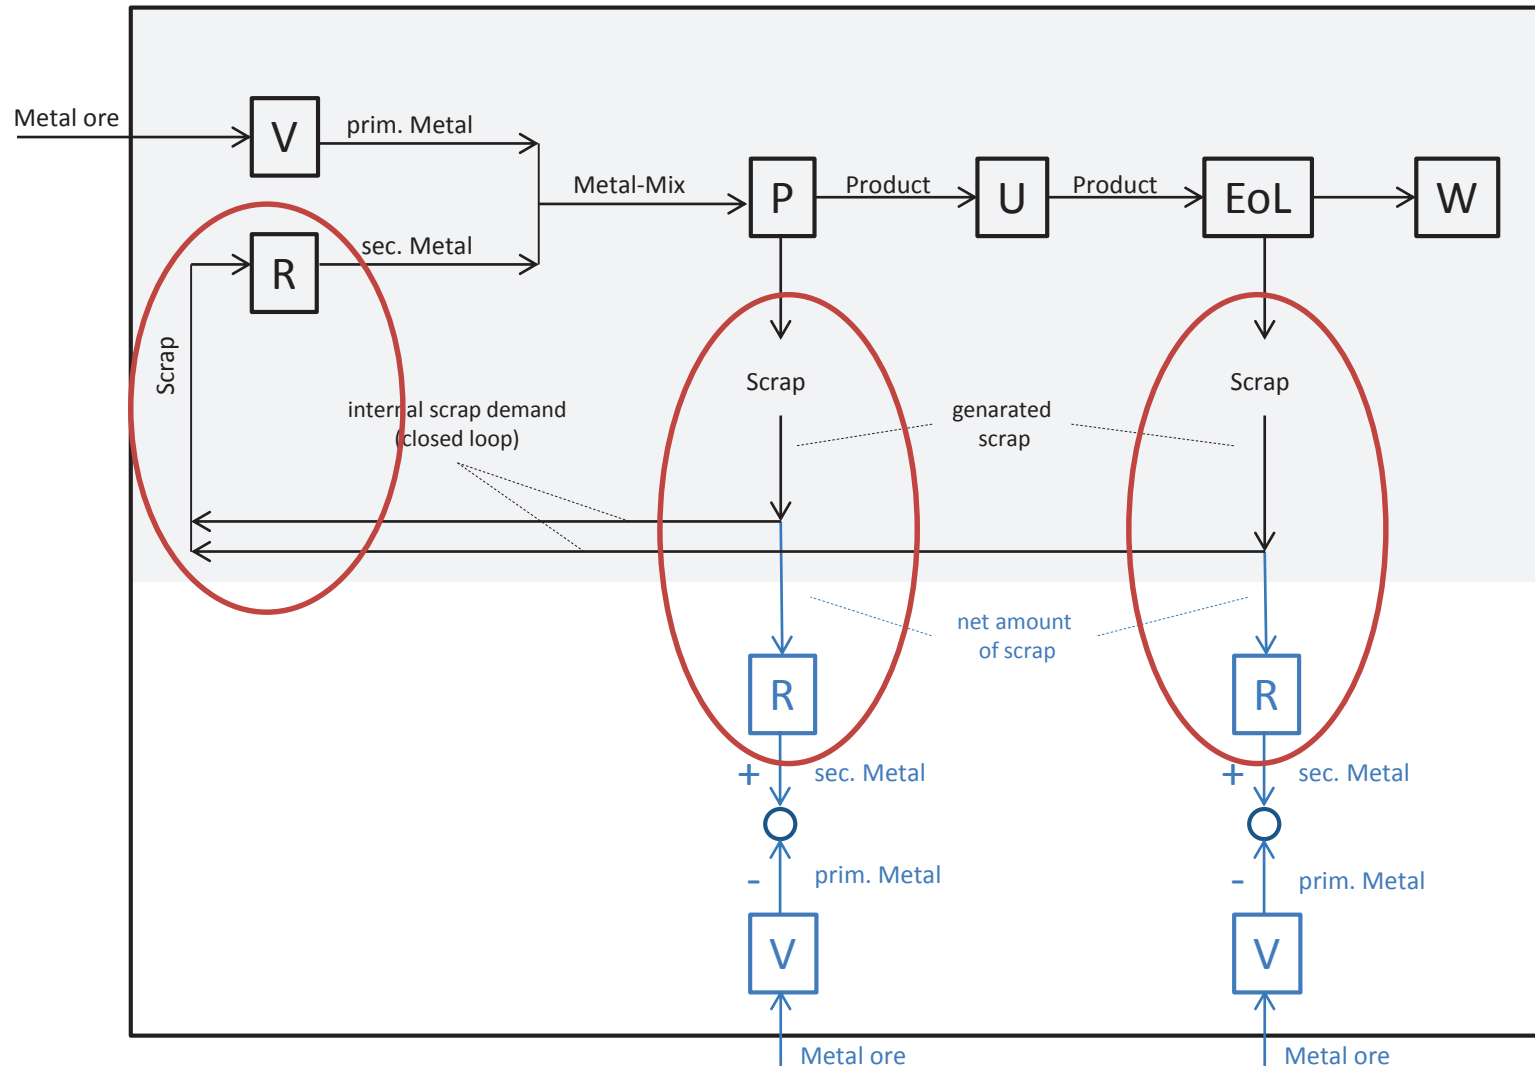 Metal ore
V
prim. Metal
Metal-Mix
P
Product
U
Product
EoL
W
R
sec. Metal
Scrap
Scrap
Scrap
internal scrap demand
(closed loop)
genarated
scrap
net amount
of scrap
R
R
+
sec. Metal
+
sec. Metal
-
prim. Metal
-
prim. Metal
V
V
Metal ore
Metal ore